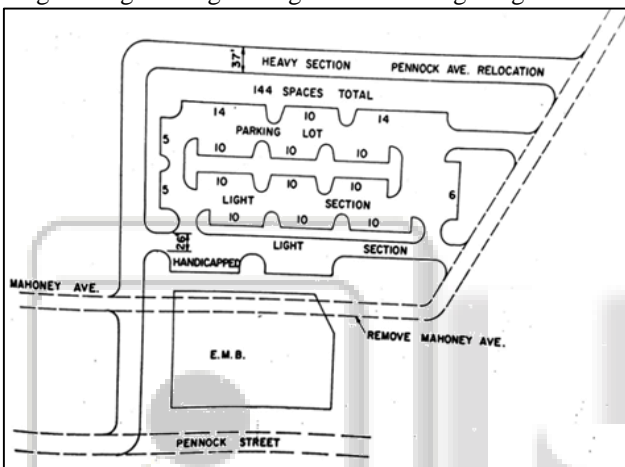 37' HEAVY SECTION PENNOCK AVE. RELOCATION
144 SPACES TOTAL
14 10 14
PARKING LOT
5 10 10 10
5 10 10 10 6
LIGHT SECTION
10 10 10
26' LIGHT SECTION
HANDICAPPED
MAHONEY AVE.
REMOVE MAHONEY AVE.
E.M.B.
PENNOCK STREET